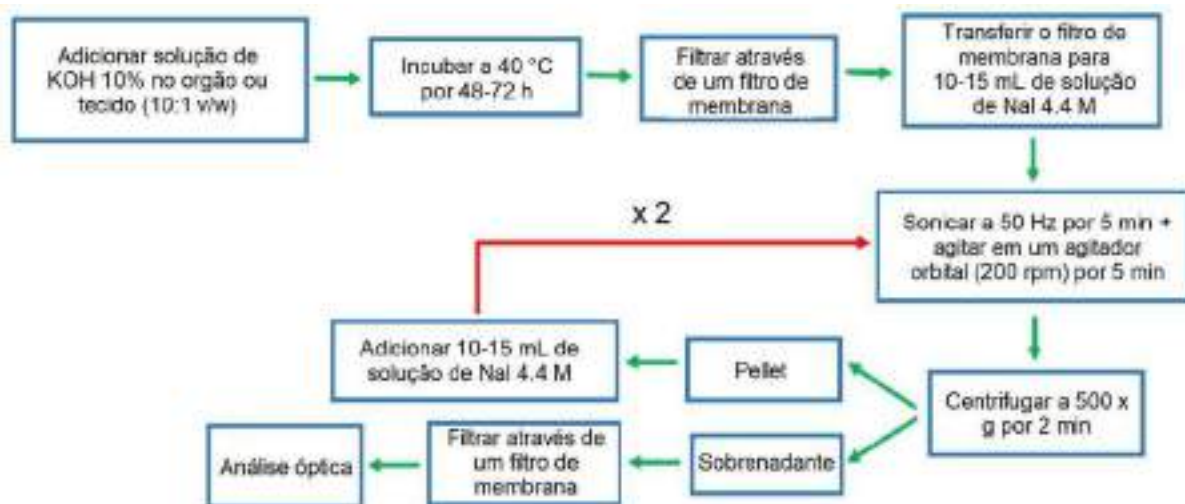 Adicionar solução de
KOH 10% no orgão ou
tecido (10:1 v/w)
Incubar a 40 °C
por 48-72 h
Filtrar através
de um filtro de
membrana
Transferir o filtro de
membrana para
10-15 mL de solução
de NaI 4.4 M
Sonicar a 50 Hz por 5 min +
agitar em um agitador
orbital (200 rpm) por 5 min
x 2
Centrifugar a 500 x
g por 2 min
Pellet
Adicionar 10-15 mL de
solução de NaI 4.4 M
Sobrenadante
Filtrar através de
um filtro de
membrana
Análise óptica